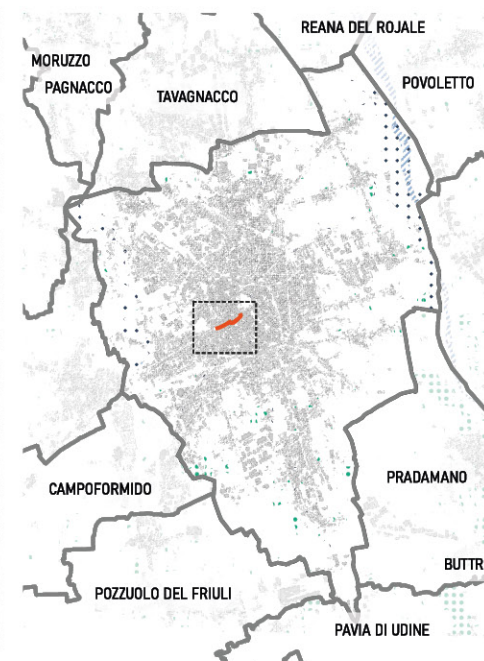 REANA DEL ROJALE
MORUZZO
POVOLETTO
PAGNACCO
TAVAGNACCO
CAMPOFORMIDO
PRADAMANO
BUTTR
POZZUOLO DEL FRIULI
PAVIA DI UDINE